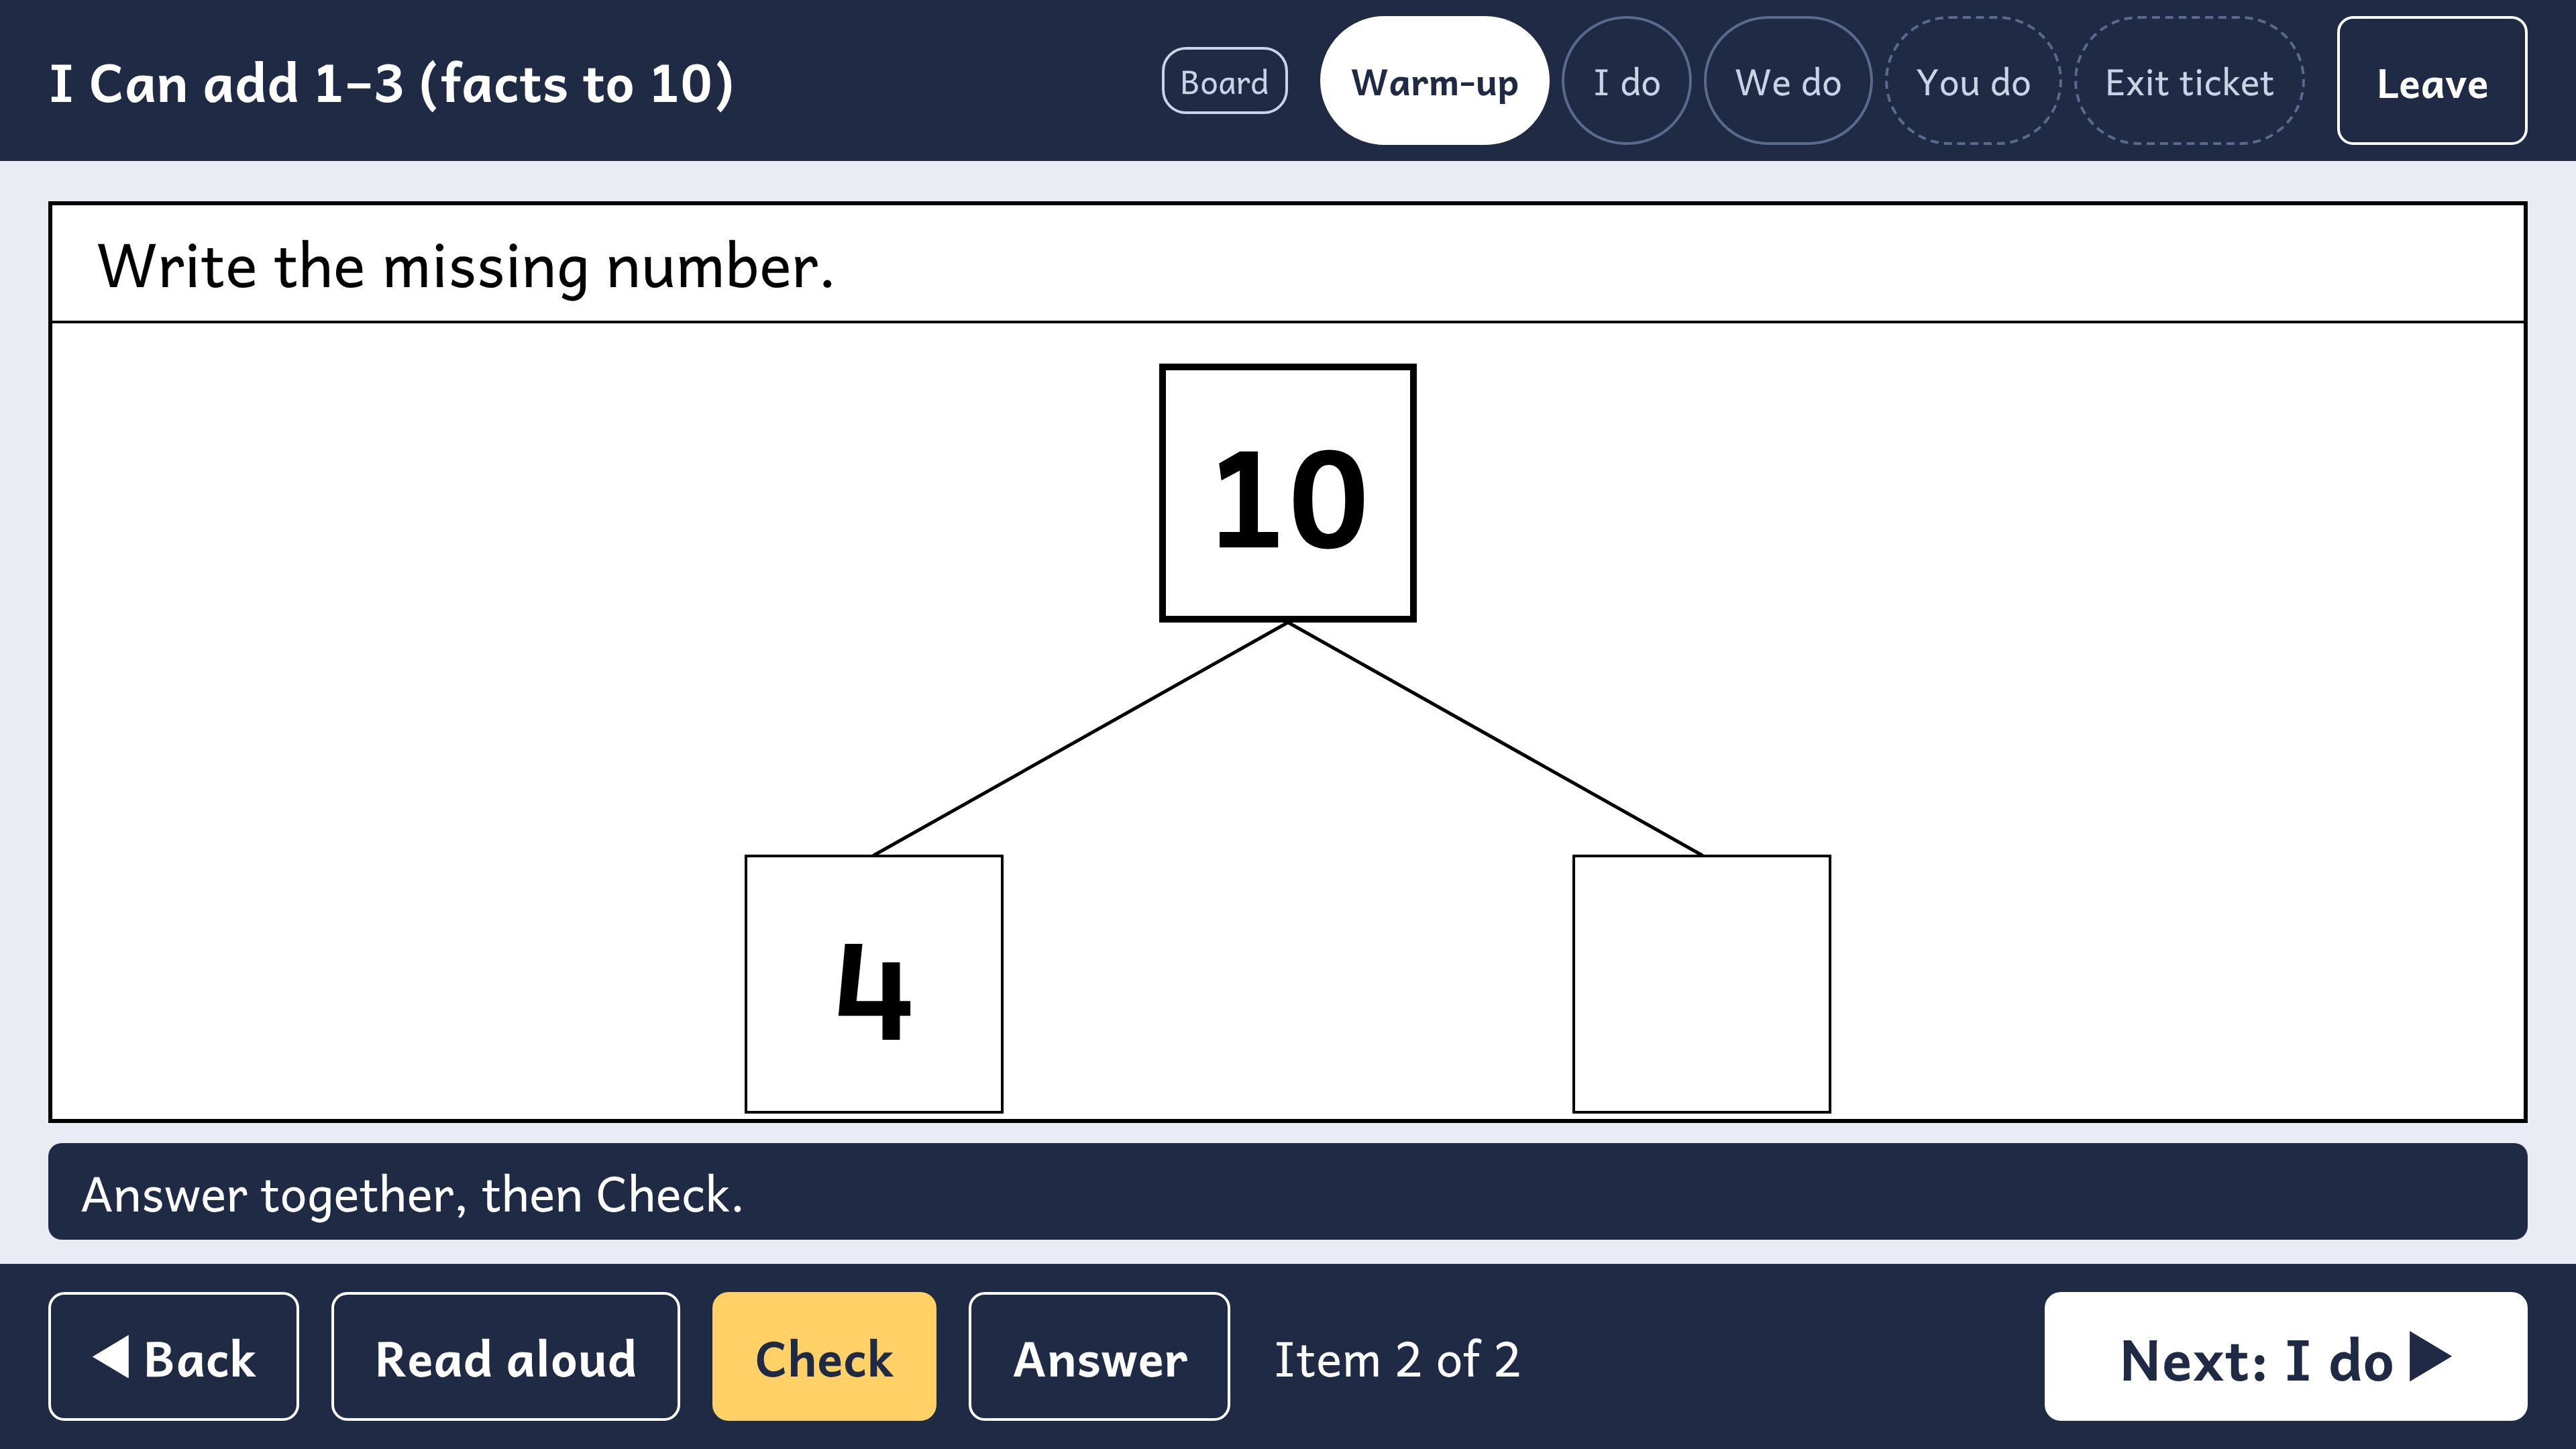 I Can add 1–3 (facts to 10)
Board
Warm-up
I do
We do
You do
Exit ticket
Leave
Write the missing number.
10
4
Answer together, then Check.
Back
Read aloud
Check
Answer
Item 2 of 2
Next: I do